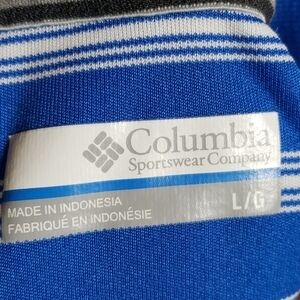 Columbia
Sportswear Company
L/G
MADE IN INDONESIA
FABRIQUÉ EN INDONÉSIE